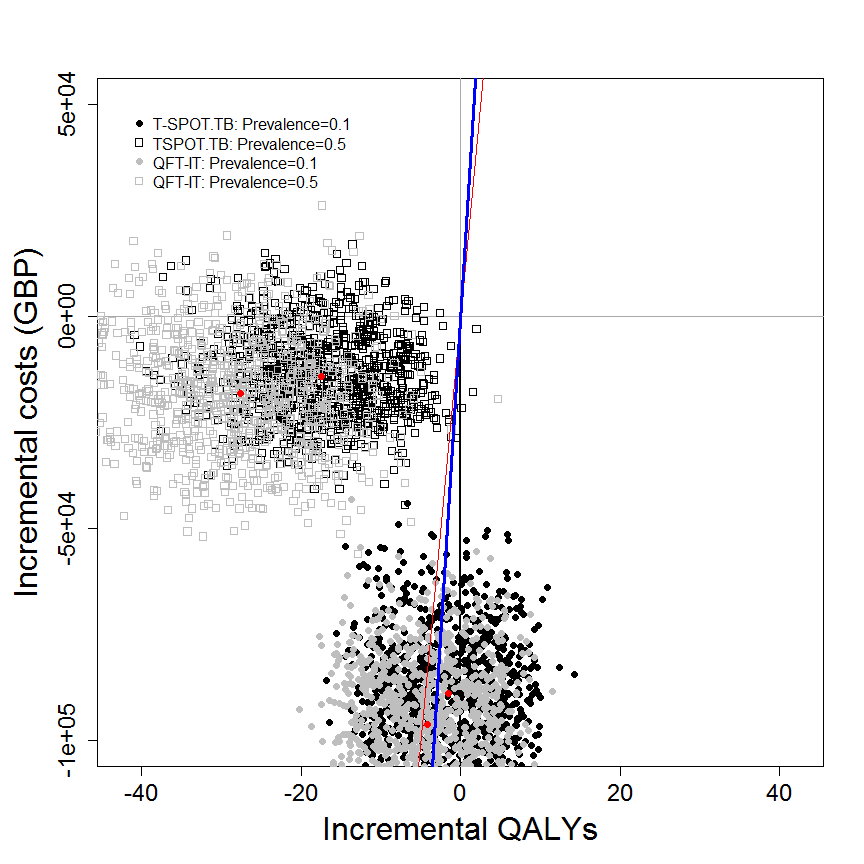 T-SPOT.TB: Prevalence=0.1
TSPOT.TB: Prevalence=0.5
QFT-IT: Prevalence=0.1
QFT-IT: Prevalence=0.5
Incremental costs (GBP)
5e+04
0e+00
-5e+04
-1e+05
-40 -20 0 20 40
Incremental QALYs